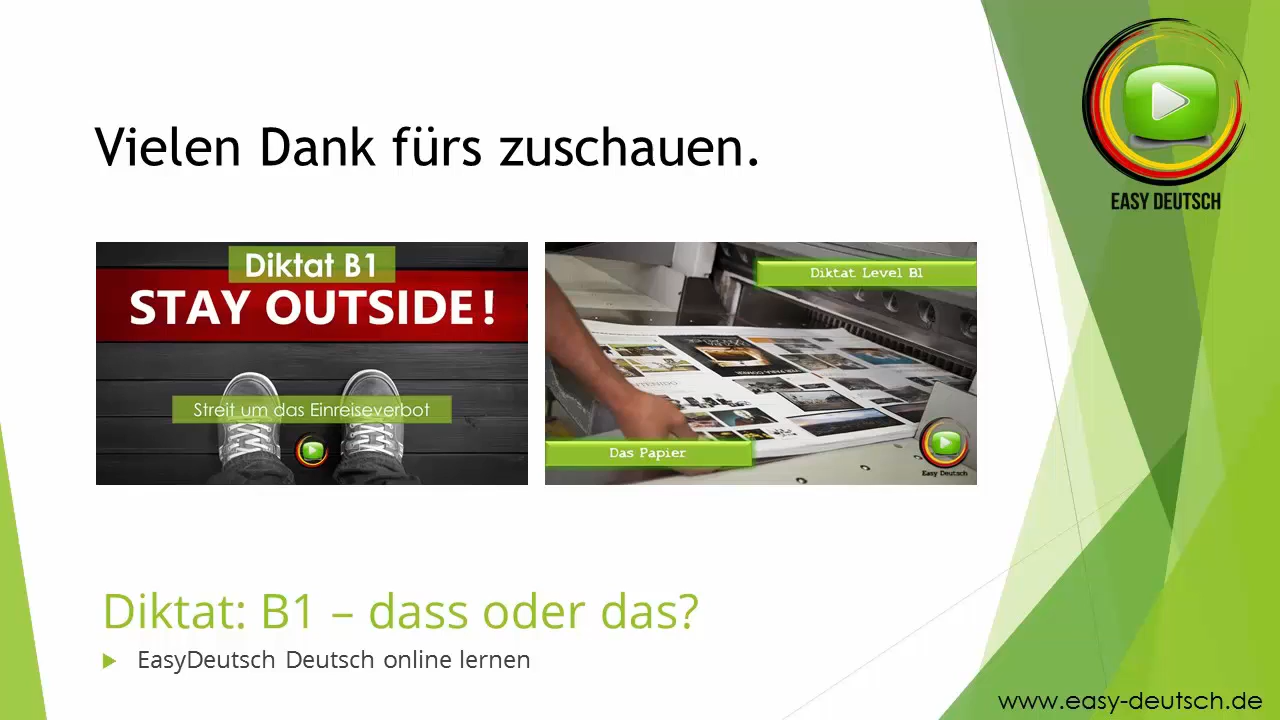 EASY DEUTSCH
Vielen Dank fürs zuschauen.
Diktat B1
STAY OUTSIDE!
Streit um das Einreiseverbot
Diktat Level B1
Das Papier
Easy Deutsch
Diktat: B1 – dass oder das?
EasyDeutsch Deutsch online lernen
www.easy-deutsch.de